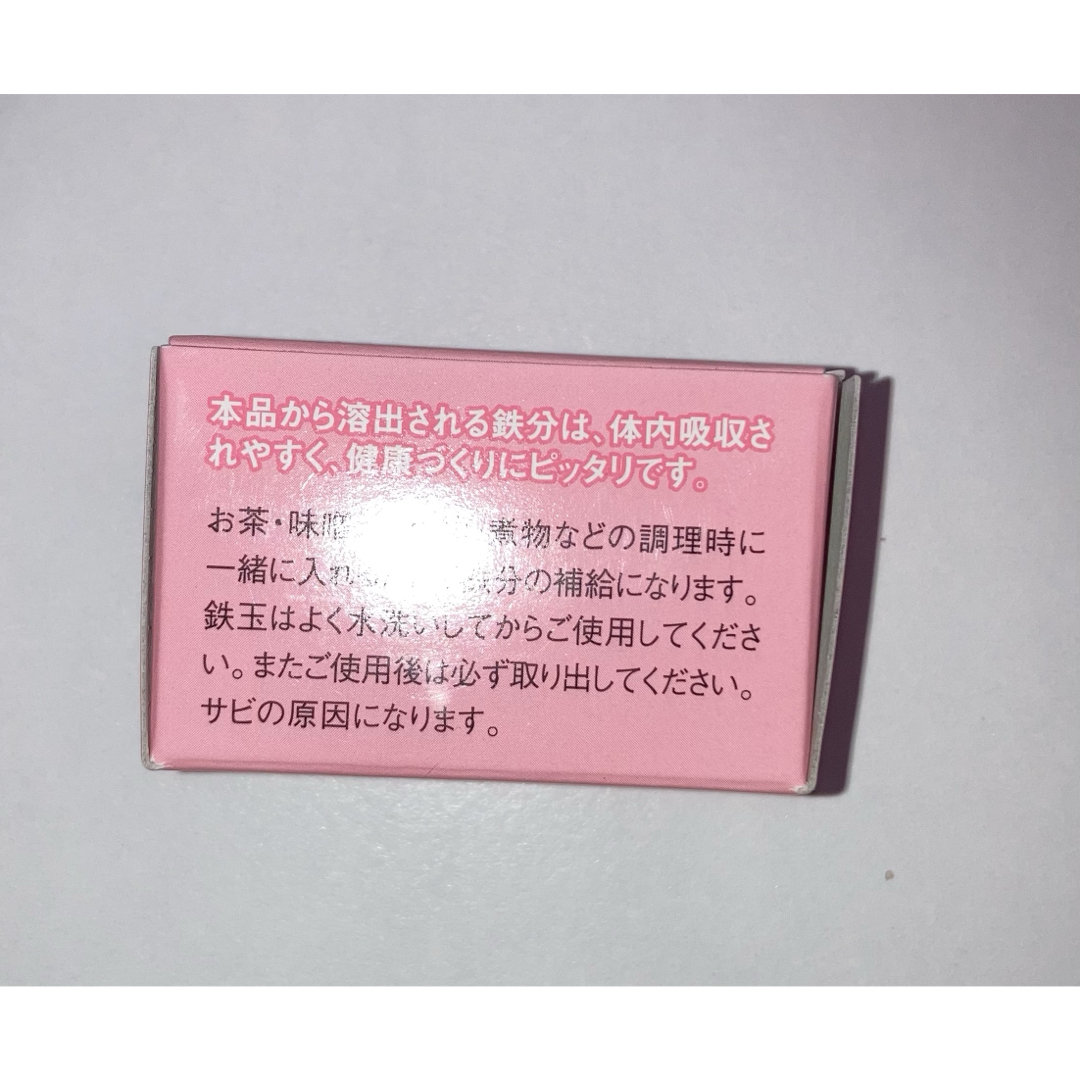 本品から溶出される鉄分は、体内吸収さ
れやすく、健康づくりにピッタリです。
お茶・味噌 煮物などの調理時に
一緒に入れ 鉄分の補給になります。
鉄玉はよく水洗いしてからご使用してくださ
い。またご使用後は必ず取り出してください。
サビの原因になります。